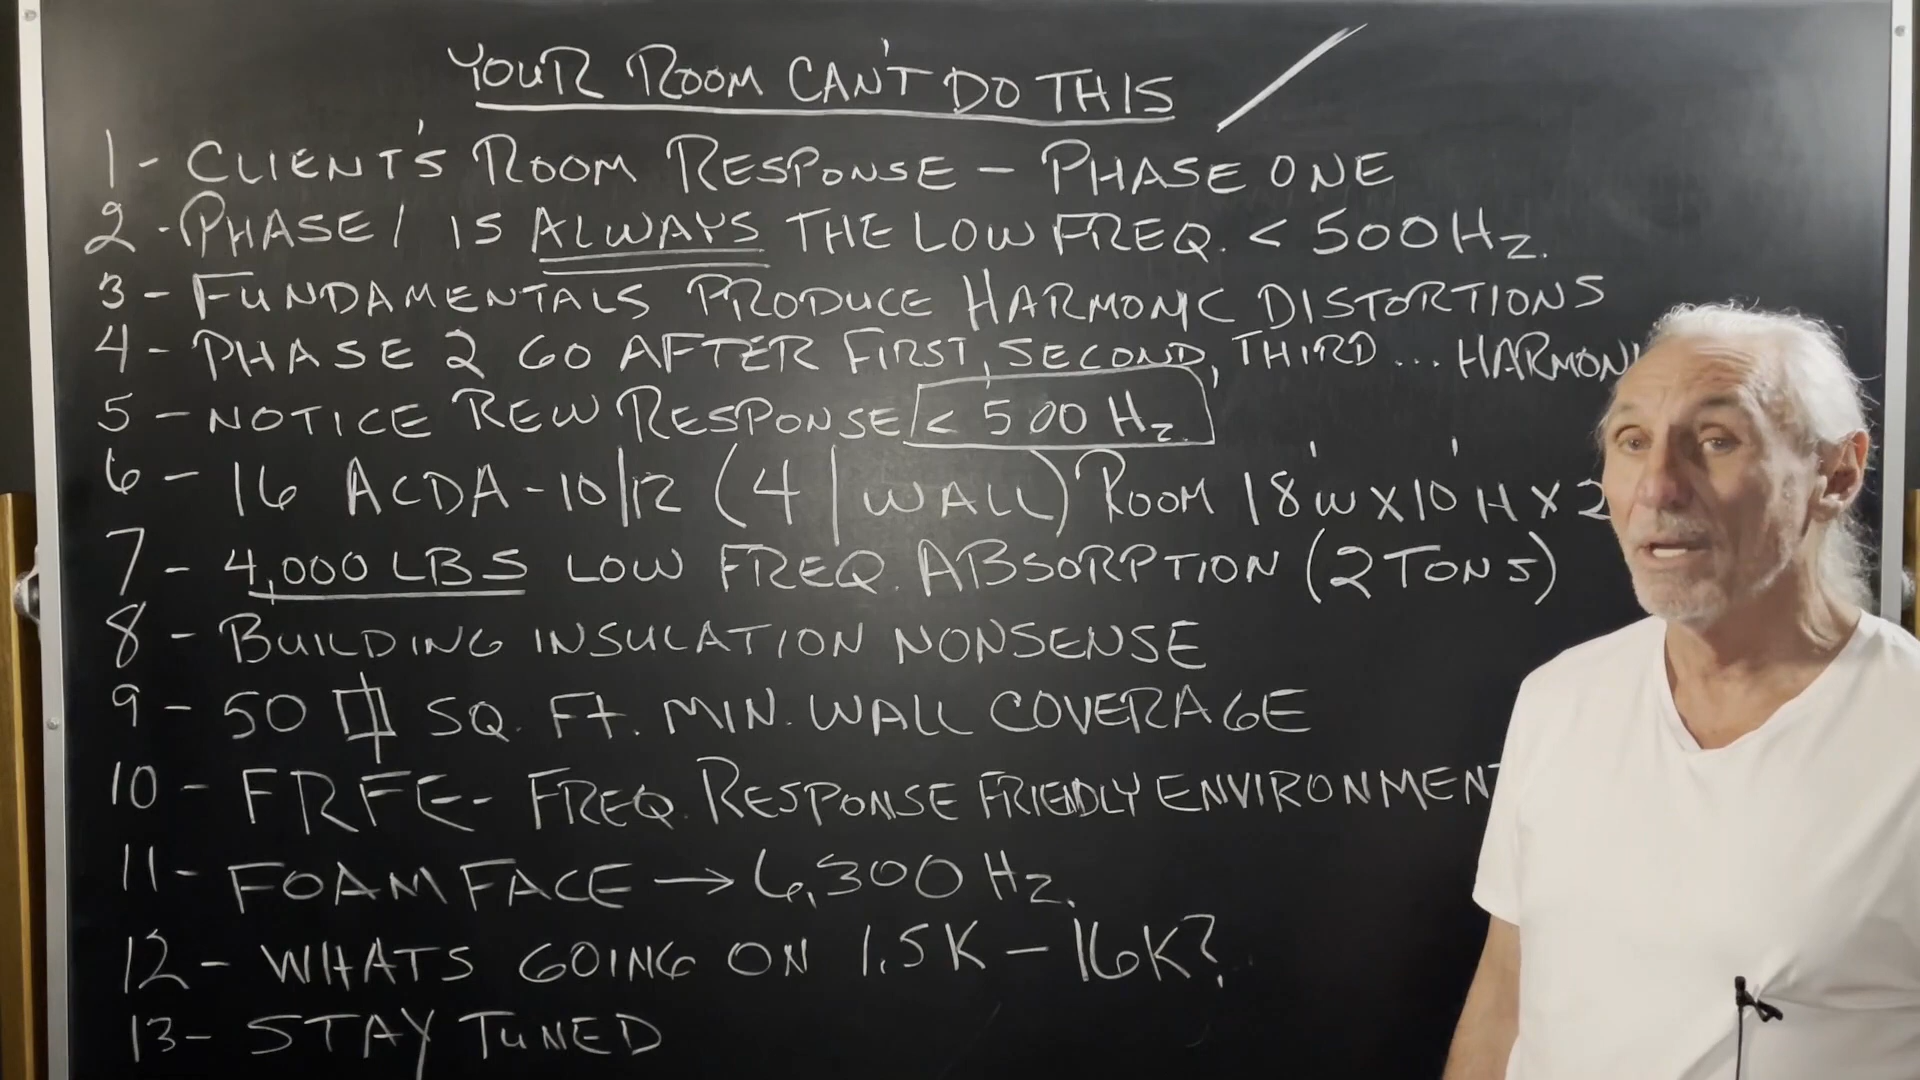 YOUR ROOM CAN'T DO THIS
1 - CLIENT'S ROOM RESPONSE - PHASE ONE
2 - PHASE 1 IS ALWAYS THE LOW FREQ. < 500 HZ.
3 - FUNDAMENTALS PRODUCE HARMONIC DISTORTIONS
4 - PHASE 2 GO AFTER FIRST, SECOND, THIRD ... HARMONI
5 - NOTICE REW RESPONSE < 500 HZ.
6 - 16 ACDA-10/12 (4/WALL) ROOM 18'W X 10'H X 2
7 - 4,000 LBS LOW FREQ. ABSORPTION (2 TONS)
8 - BUILDING INSULATION NONSENSE
9 - 50 SQ. FT. MIN. WALL COVERAGE
10 - FRFE - FREQ. RESPONSE FRIENDLY ENVIRONMENT
11 - FOAM FACE → 6,300 HZ.
12 - WHATS GOING ON 1.5K - 16K?
13 - STAY TUNED